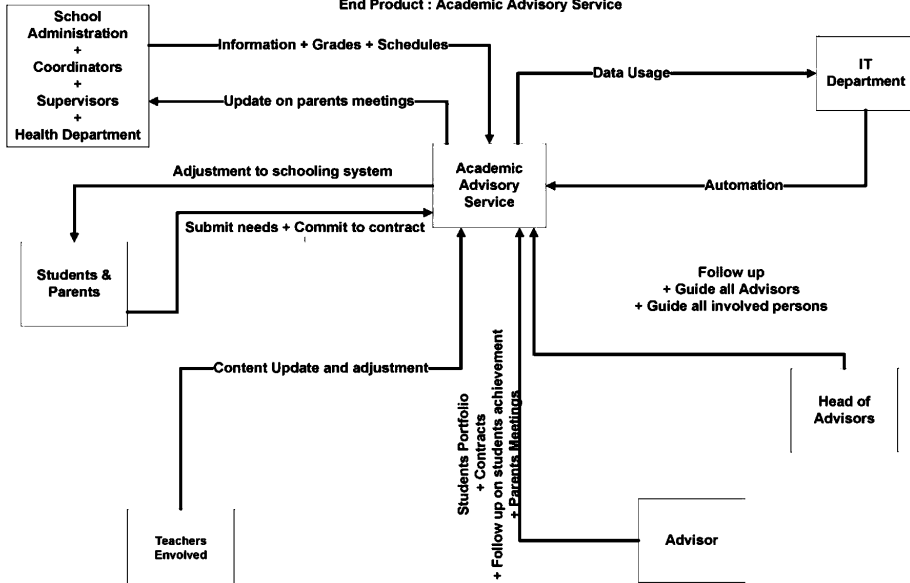 End Product : Academic Advisory Service
School
Administration
+
Coordinators
+
Supervisors
+
Health Department
Information + Grades + Schedules
Update on parents meetings
Data Usage
IT
Department
Academic
Advisory
Service
Automation
Adjustment to schooling system
Submit needs + Commit to contract
Students &
Parents
Follow up
+ Guide all Advisors
+ Guide all involved persons
Content Update and adjustment
Students Portfolio
+ Contracts
+ Follow up on students achievement
+ Parents Meetings
Head of
Advisors
Teachers
Envolved
Advisor